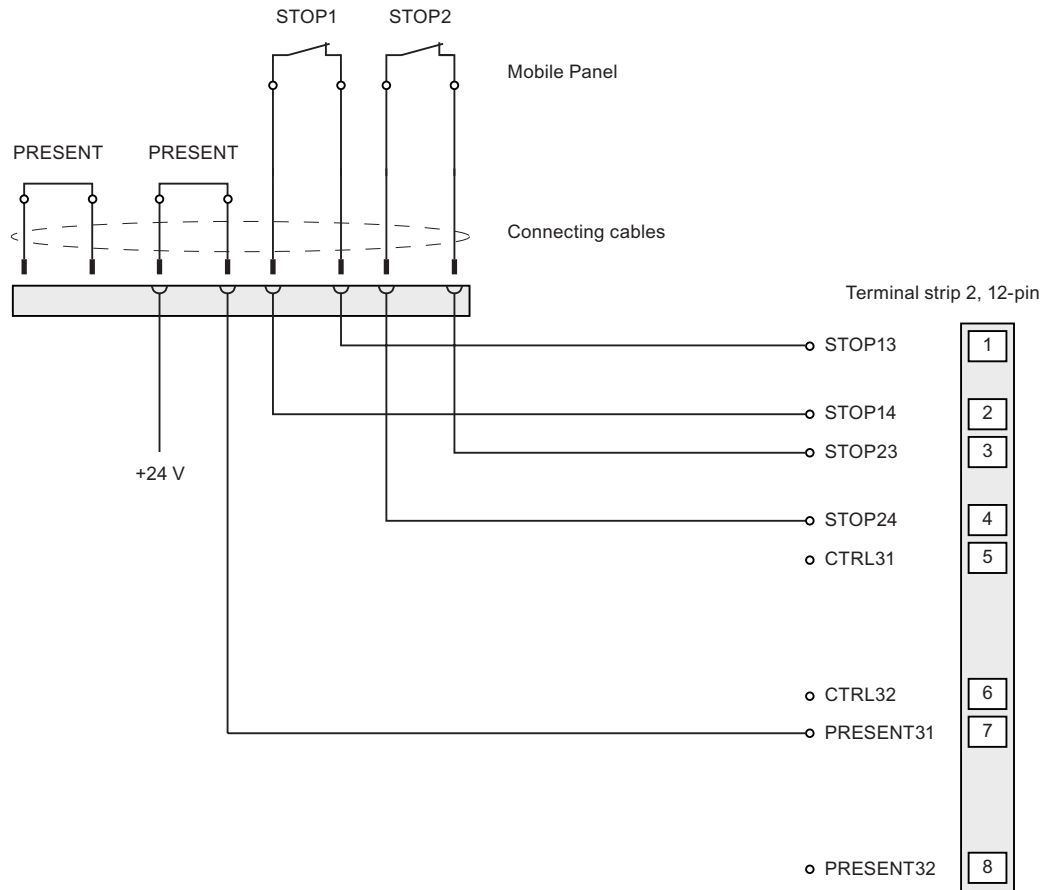 STOP1 STOP2
Mobile Panel
PRESENT PRESENT
Connecting cables
Terminal strip 2, 12-pin
STOP13 1
STOP14 2
STOP23 3
+24 V
STOP24 4
CTRL31 5
CTRL32 6
PRESENT31 7
PRESENT32 8